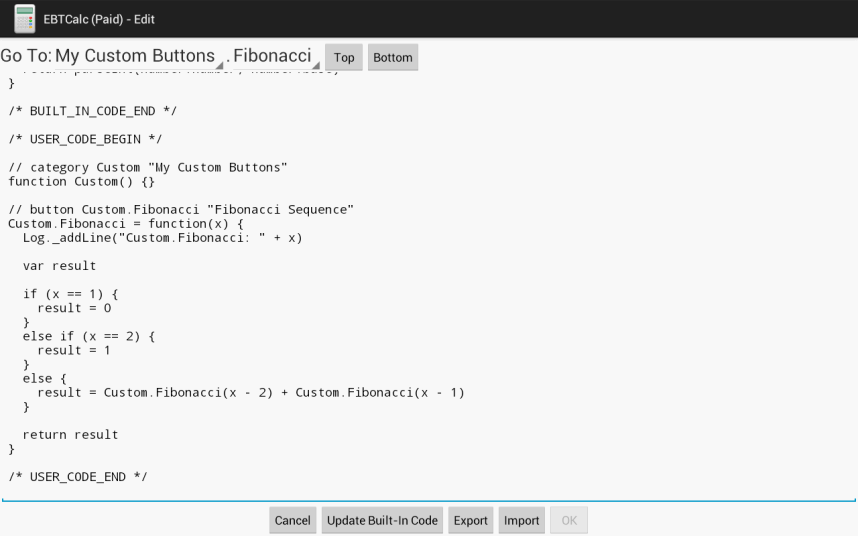 EBTCalc (Paid) - Edit
Go To: My Custom Buttons . Fibonacci Top Bottom
}
/* BUILT_IN_CODE_END */
/* USER_CODE_BEGIN */
// category Custom "My Custom Buttons"
function Custom() {}
// button Custom.Fibonacci "Fibonacci Sequence"
Custom.Fibonacci = function(x) {
Log._addLine("Custom.Fibonacci: " + x)
var result
if (x == 1) {
result = 0
}
else if (x == 2) {
result = 1
}
else {
result = Custom.Fibonacci(x - 2) + Custom.Fibonacci(x - 1)
}
return result
}
/* USER_CODE_END */
Cancel Update Built-In Code Export Import OK